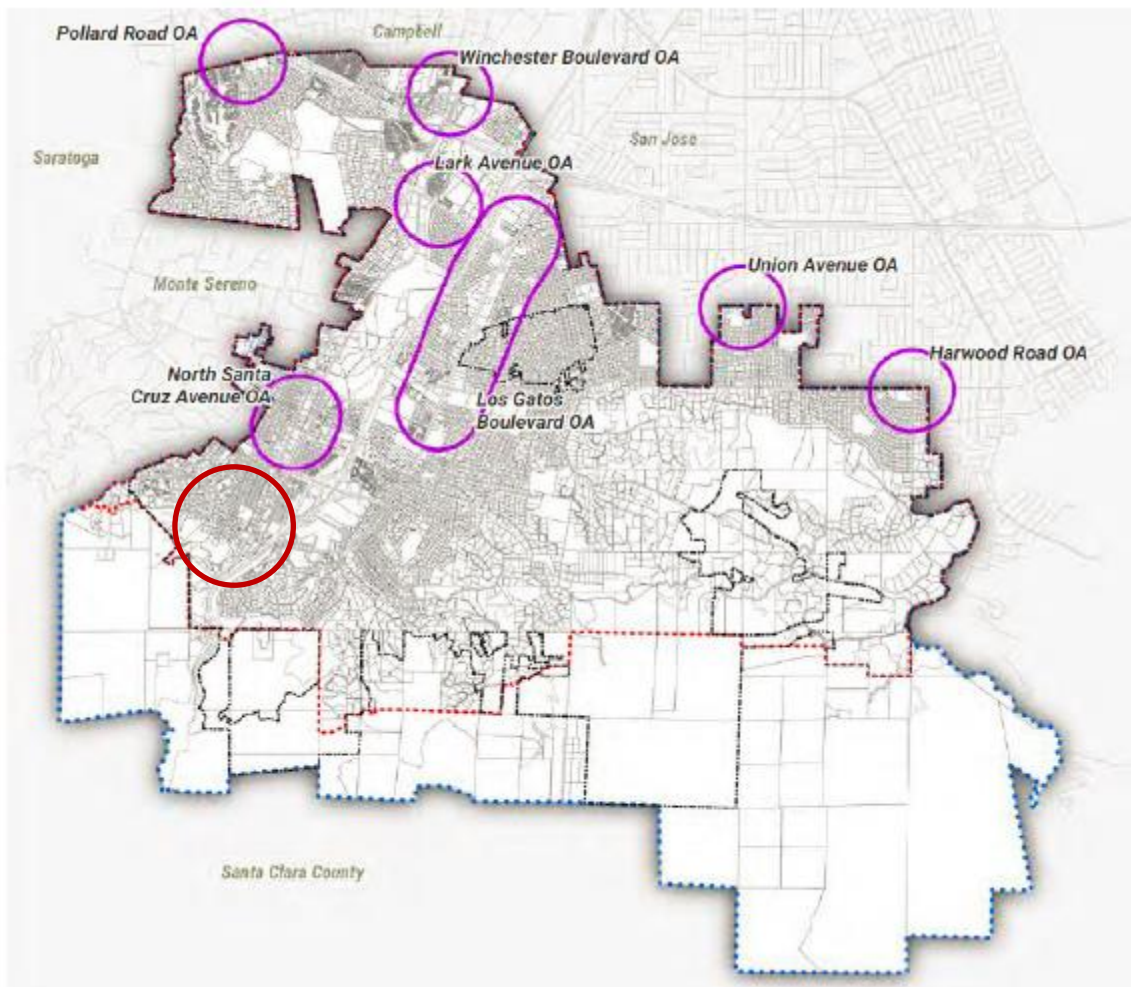 Pollard Road OA
Campbell
Winchester Boulevard OA
San Jose
Saratoga
Lark Avenue OA
Monte Sereno
Union Avenue OA
North Santa
Cruz Avenue OA
Harwood Road OA
Los Gatos
Boulevard OA
Santa Clara County